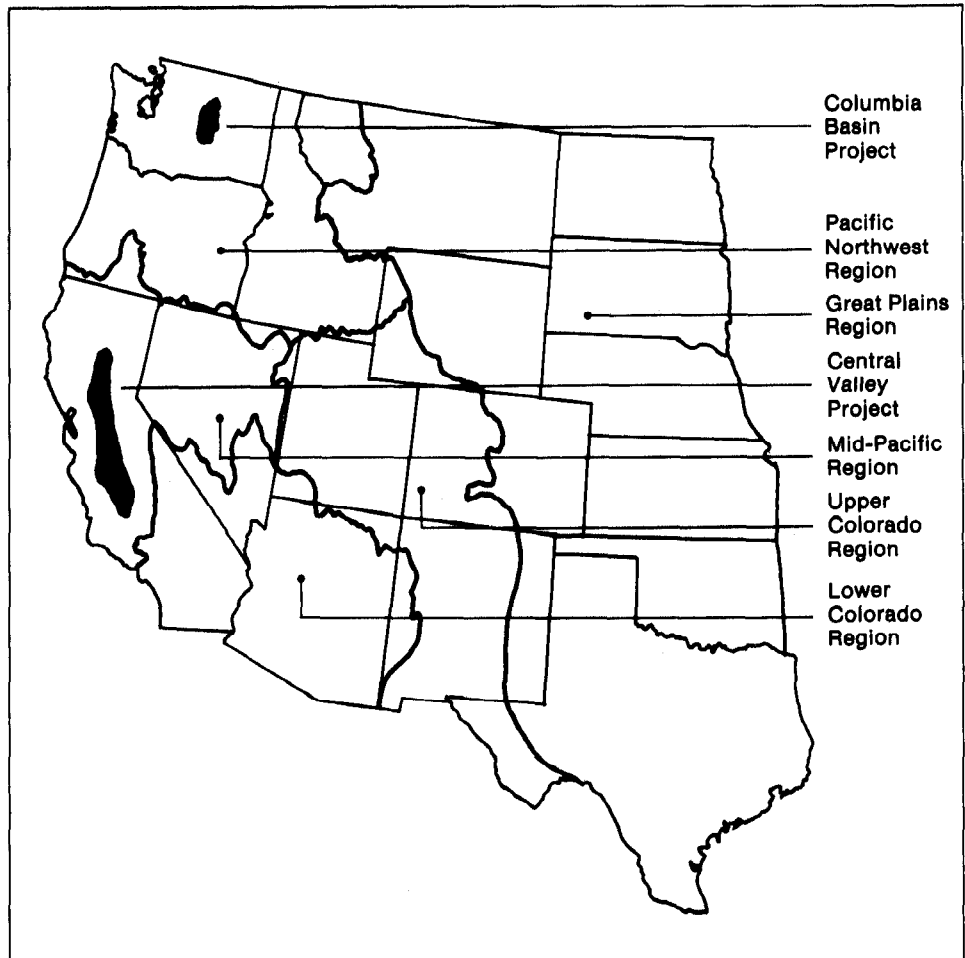 Columbia
Basin
Project
Pacific
Northwest
Region
Great Plains
Region
Central
Valley
Project
Mid-Pacific
Region
Upper
Colorado
Region
Lower
Colorado
Region